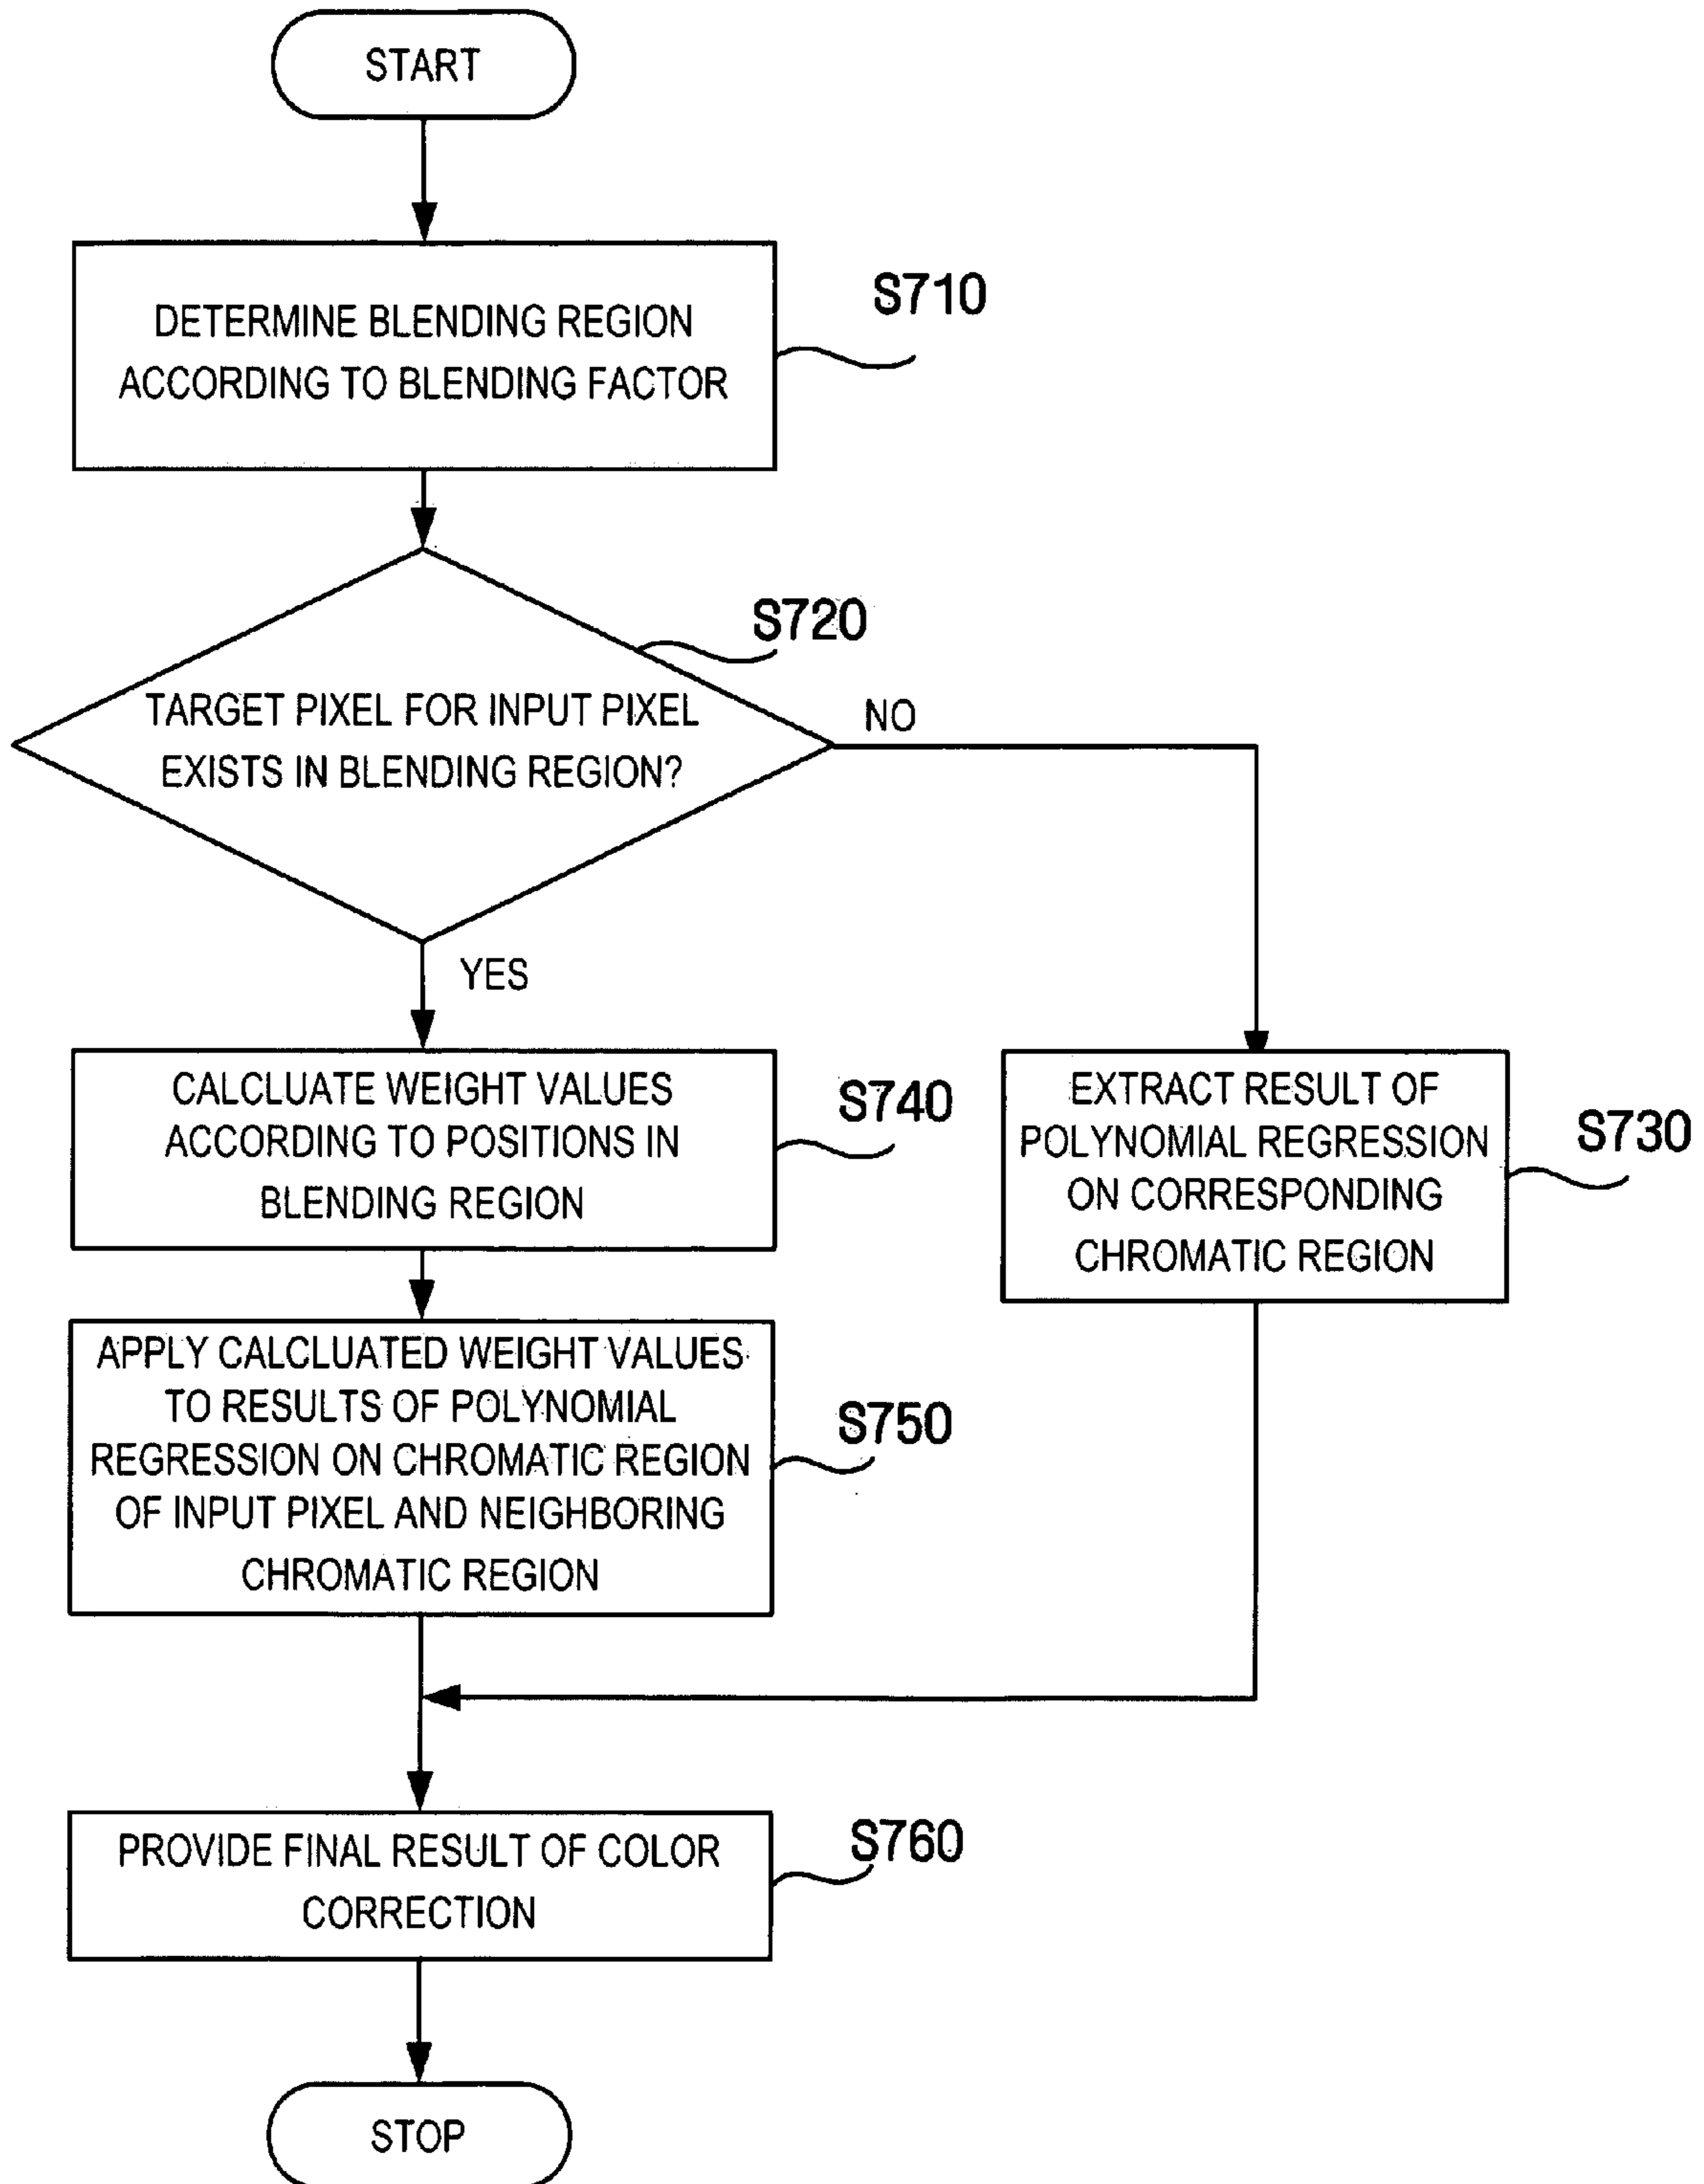 START
DETERMINE BLENDING REGION
ACCORDING TO BLENDING FACTOR
S710
TARGET PIXEL FOR INPUT PIXEL
EXISTS IN BLENDING REGION?
S720
NO
YES
CALCLUATE WEIGHT VALUES
ACCORDING TO POSITIONS IN
BLENDING REGION
S740
EXTRACT RESULT OF
POLYNOMIAL REGRESSION
ON CORRESPONDING
CHROMATIC REGION
S730
APPLY CALCLUATED WEIGHT VALUES
TO RESULTS OF POLYNOMIAL
REGRESSION ON CHROMATIC REGION
OF INPUT PIXEL AND NEIGHBORING
CHROMATIC REGION
S750
PROVIDE FINAL RESULT OF COLOR
CORRECTION
S760
STOP